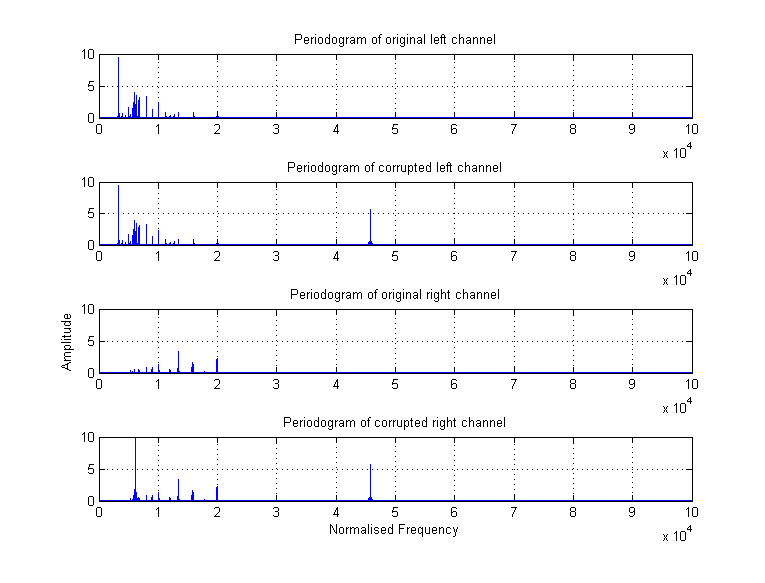 Periodogram of original left channel
10
5
0
0 1 2 3 4 5 6 7 8 9 10
x 10^4
Periodogram of corrupted left channel
10
5
0
0 1 2 3 4 5 6 7 8 9 10
x 10^4
Periodogram of original right channel
10
5
0
0 1 2 3 4 5 6 7 8 9 10
x 10^4
Amplitude
Periodogram of corrupted right channel
10
5
0
0 1 2 3 4 5 6 7 8 9 10
Normalised Frequency
x 10^4